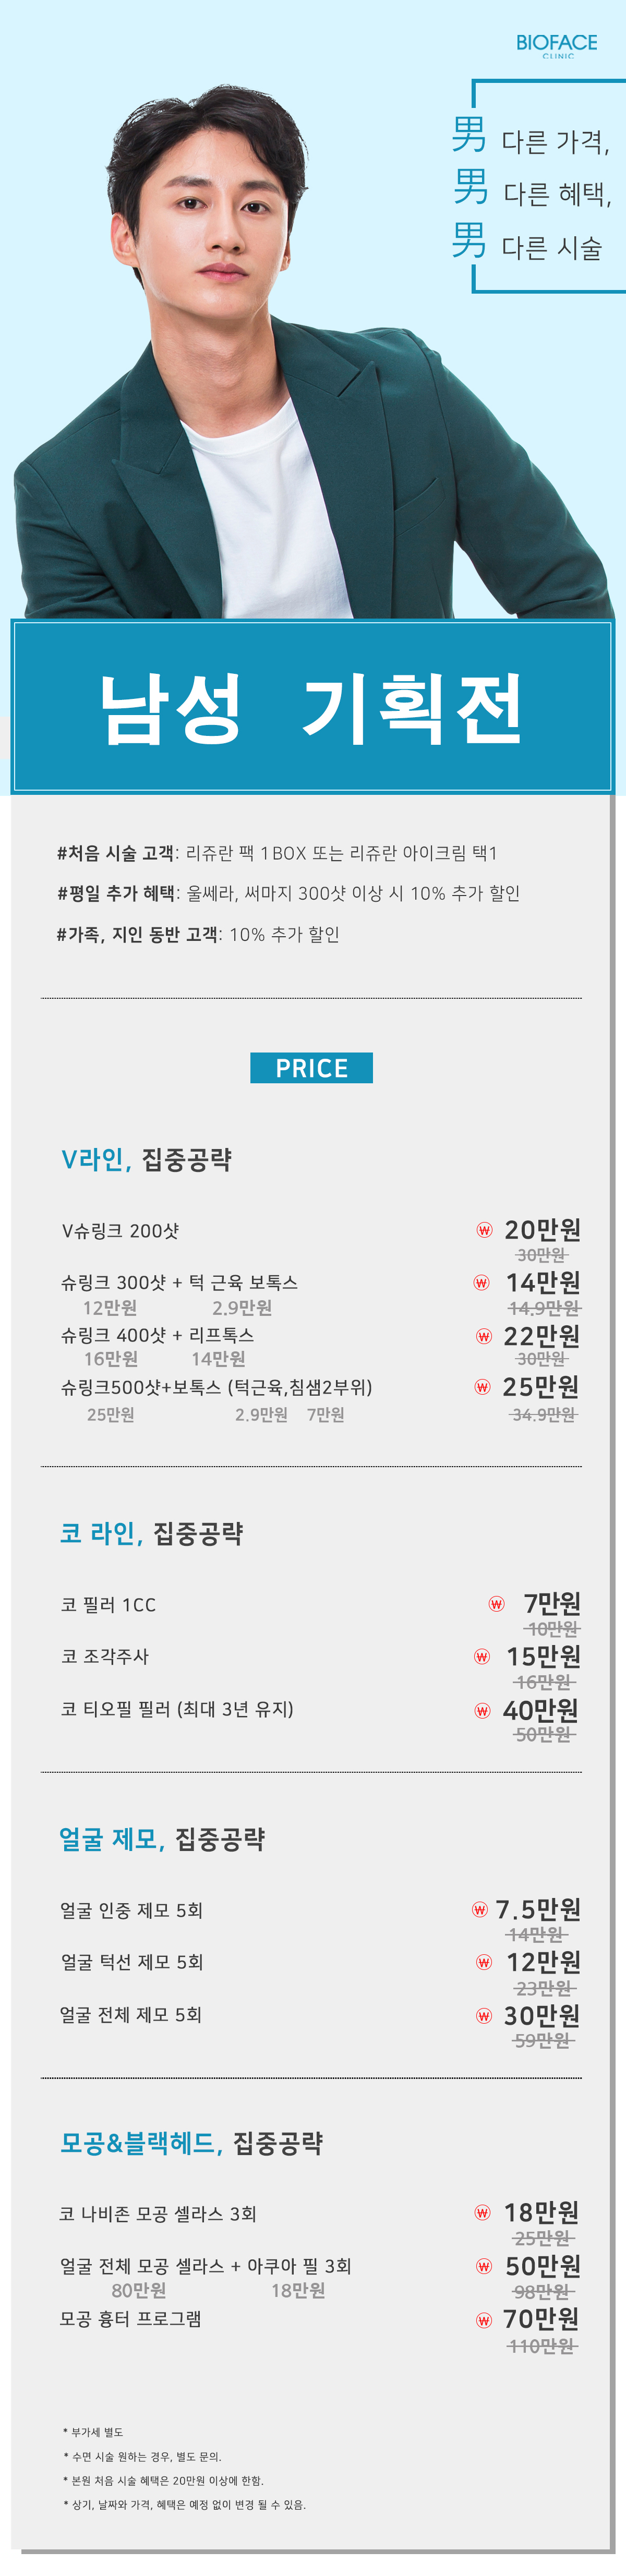 BIOFACE
CLINIC
男 다른 가격,
男 다른 혜택,
男 다른 시술
남성 기획전
#처음 시술 고객: 리쥬란 팩 1BOX 또는 리쥬란 아이크림 택1
#평일 추가 혜택: 울쎄라, 써마지 300샷 이상 시 10% 추가 할인
#가족, 지인 동반 고객: 10% 추가 할인
PRICE
V라인, 집중공략
V슈링크 200샷 ₩ 20만원
30만원
슈링크 300샷 + 턱 근육 보톡스 ₩ 14만원
12만원 2.9만원 14.9만원
슈링크 400샷 + 리프톡스 ₩ 22만원
16만원 14만원 30만원
슈링크500샷+보톡스 (턱근육,침샘2부위) ₩ 25만원
25만원 2.9만원 7만원 34.9만원
코 라인, 집중공략
코 필러 1CC ₩ 7만원
10만원
코 조각주사 ₩ 15만원
16만원
코 티오필 필러 (최대 3년 유지) ₩ 40만원
50만원
얼굴 제모, 집중공략
얼굴 인중 제모 5회 ₩ 7.5만원
14만원
얼굴 턱선 제모 5회 ₩ 12만원
23만원
얼굴 전체 제모 5회 ₩ 30만원
59만원
모공&블랙헤드, 집중공략
코 나비존 모공 셀라스 3회 ₩ 18만원
25만원
얼굴 전체 모공 셀라스 + 아쿠아 필 3회 ₩ 50만원
80만원 18만원 98만원
모공 흉터 프로그램 ₩ 70만원
110만원
* 부가세 별도
* 수면 시술 원하는 경우, 별도 문의.
* 본원 처음 시술 혜택은 20만원 이상에 한함.
* 상기, 날짜와 가격, 혜택은 예정 없이 변경 될 수 있음.